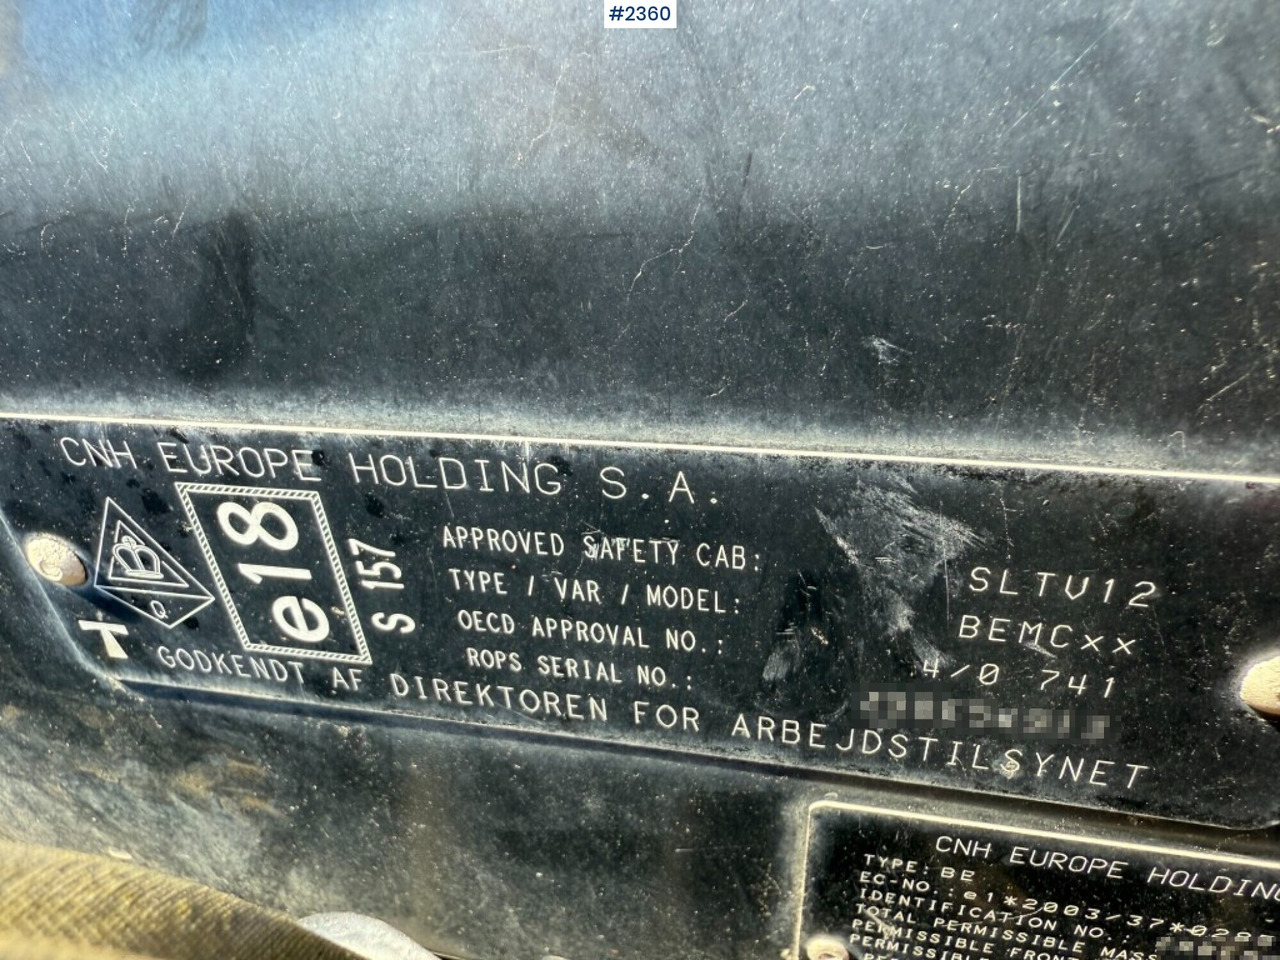 #2360
CNH EUROPE HOLDING S.A.
e18
S 157
Q
APPROVED SAFETY CAB: SLTV12
TYPE / VAR / MODEL: BEMCxx
OECD APPROVAL NO.: 4/0 741
ROPS SERIAL NO.:
GODKENDT AF DIREKTOREN FOR ARBEJDSTILSYNET
CNH EUROPE HOLDING
TYPE: BE
EC-NO.: e1*2003/37*028
IDENTIFICATION NO.:
TOTAL PERMISSIBLE MASS
PERMISSIBLE FRONT
PERMISSIBLE